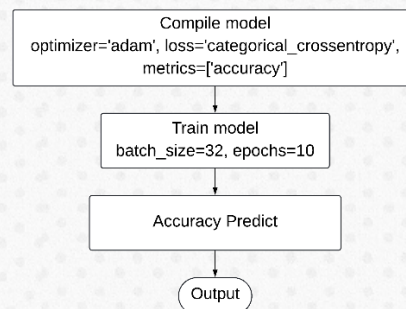 Compile model
optimizer='adam', loss='categorical_crossentropy',
metrics=['accuracy']
Train model
batch_size=32, epochs=10
Accuracy Predict
Output